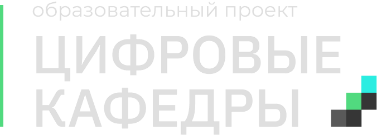 образовательный проект
ЦИФРОВЫЕ
КАФЕДРЫ